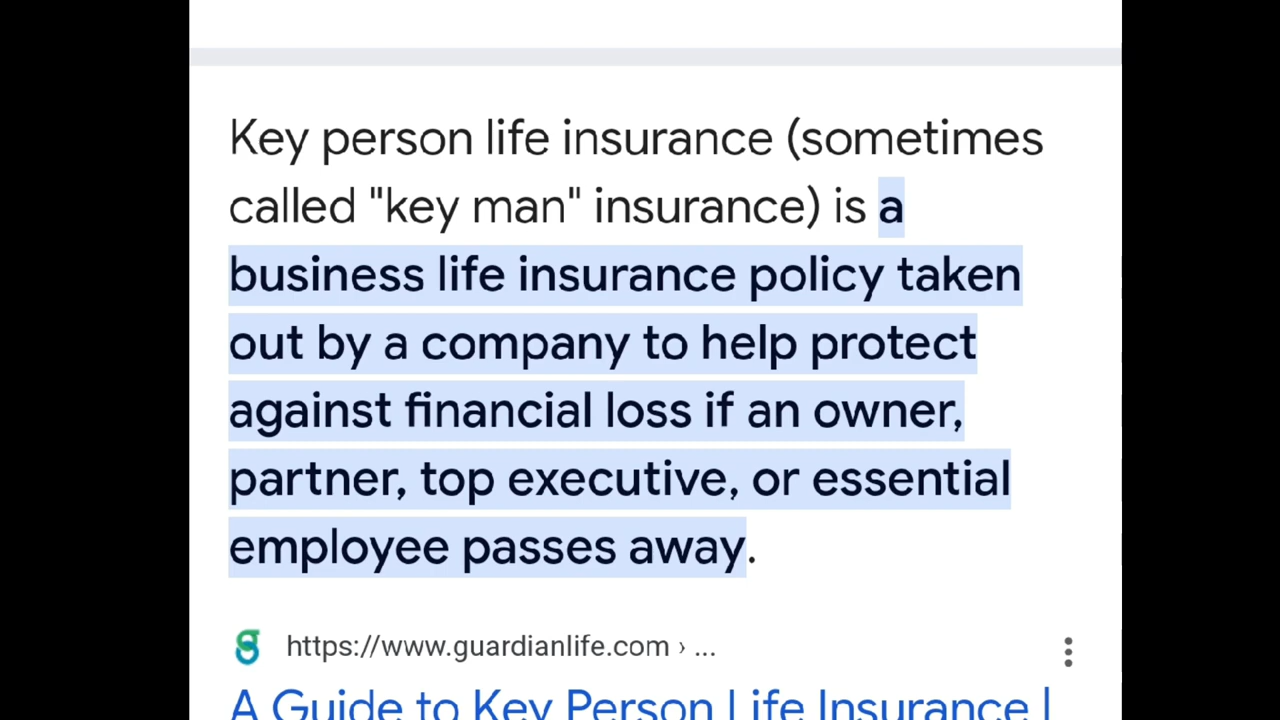 Key person life insurance (sometimes
called "key man" insurance) is a
business life insurance policy taken
out by a company to help protect
against financial loss if an owner,
partner, top executive, or essential
employee passes away.
https://www.guardianlife.com › ...
A Guide to Key Person Life Insurance |